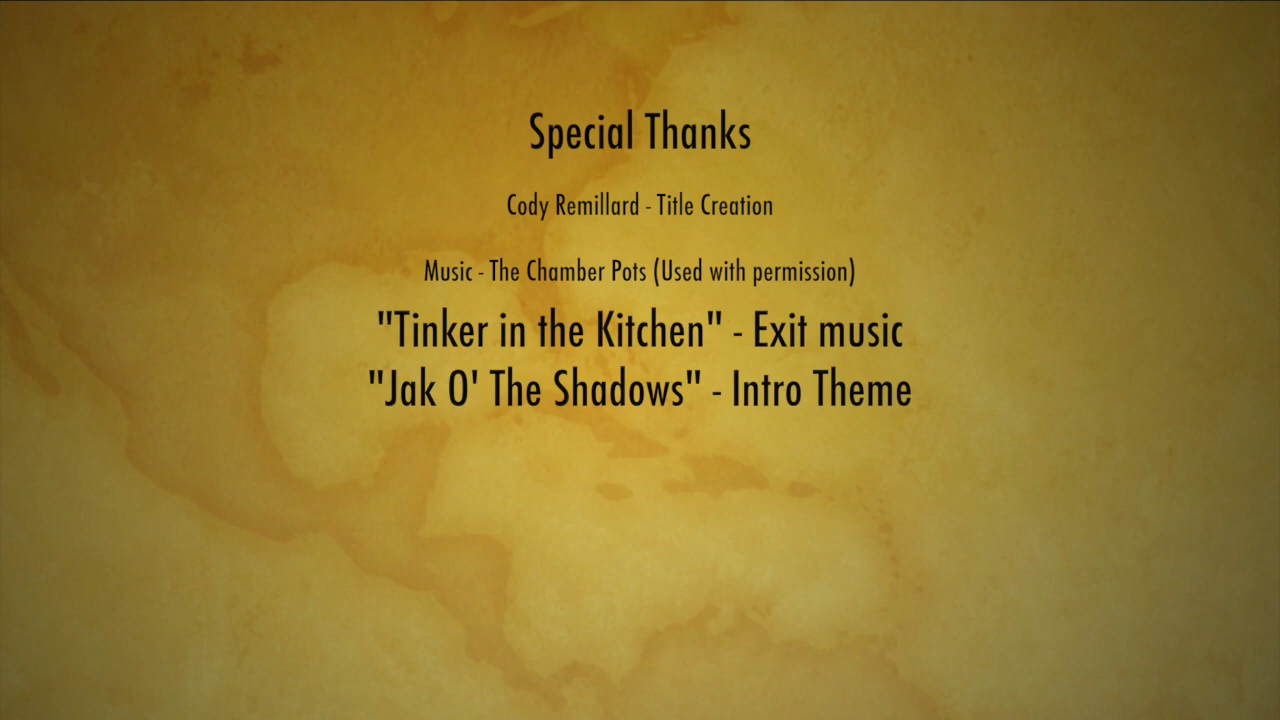 Special Thanks
Cody Remillard - Title Creation
Music - The Chamber Pots (Used with permission)
"Tinker in the Kitchen" - Exit music
"Jak O' The Shadows" - Intro Theme